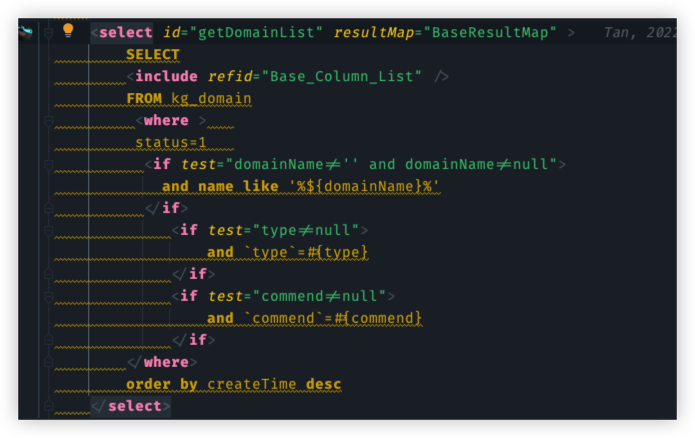 <select id="getDomainList" resultMap="BaseResultMap" > Tan, 2022
SELECT
<include refid="Base_Column_List" />
FROM kg_domain
<where >
status=1
<if test="domainName≠'' and domainName≠null">
and name like '%${domainName}%'
</if>
<if test="type≠null">
and `type`=#{type}
</if>
<if test="commend≠null">
and `commend`=#{commend}
</if>
</where>
order by createTime desc
</select>